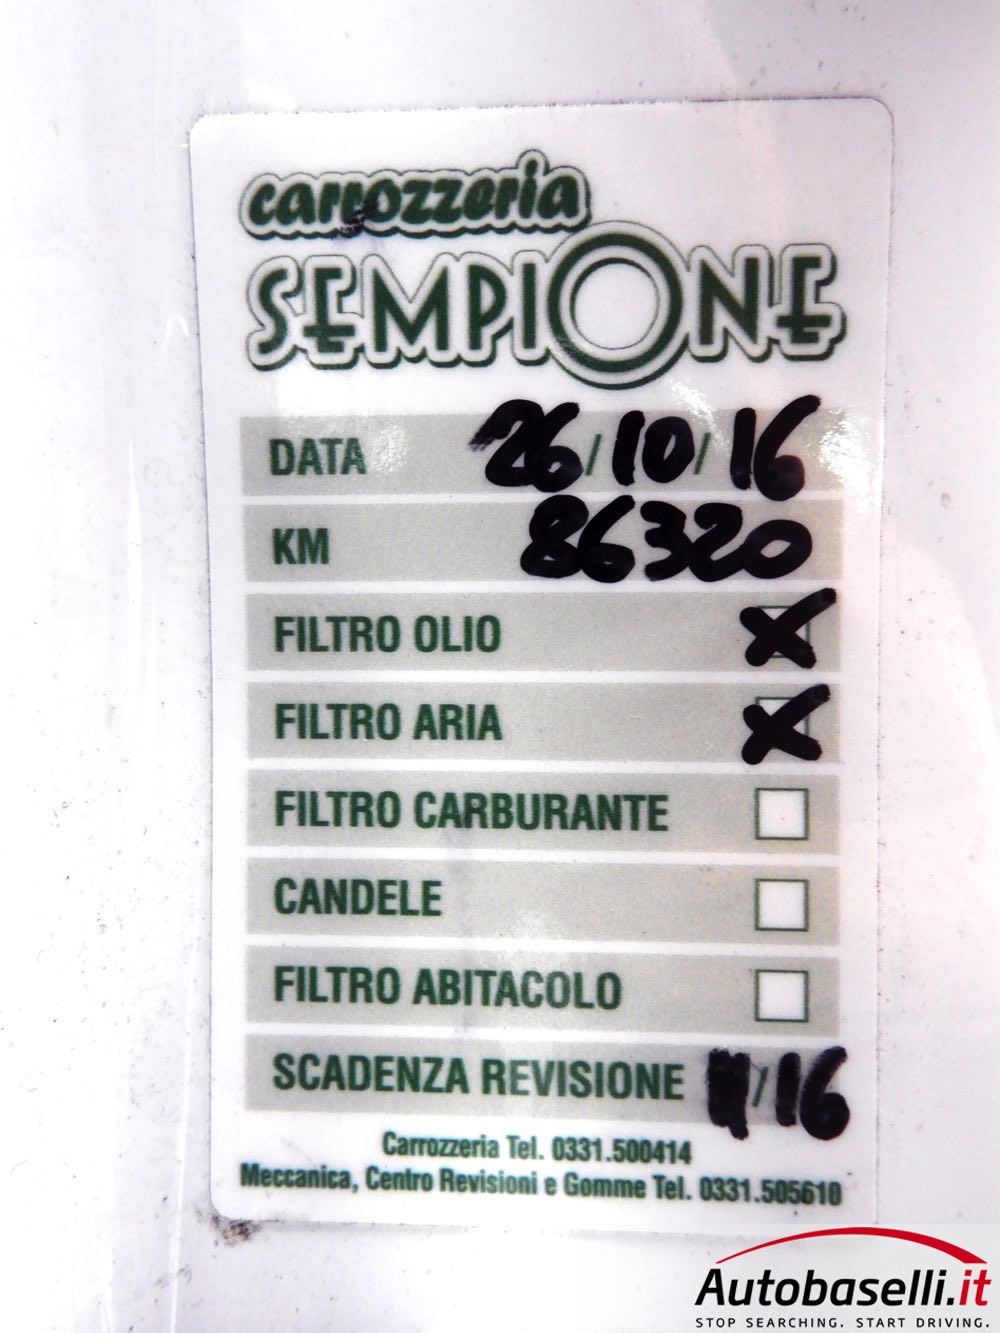 carrozzeria
SEMPIONE
DATA 26/10/16
KM 86320
FILTRO OLIO X
FILTRO ARIA X
FILTRO CARBURANTE
CANDELE
FILTRO ABITACOLO
SCADENZA REVISIONE 11/16
Carrozzeria Tel. 0331.500414
Meccanica, Centro Revisioni e Gomme Tel. 0331.505610
Autobaselli.it
STOP SEARCHING. START DRIVING.